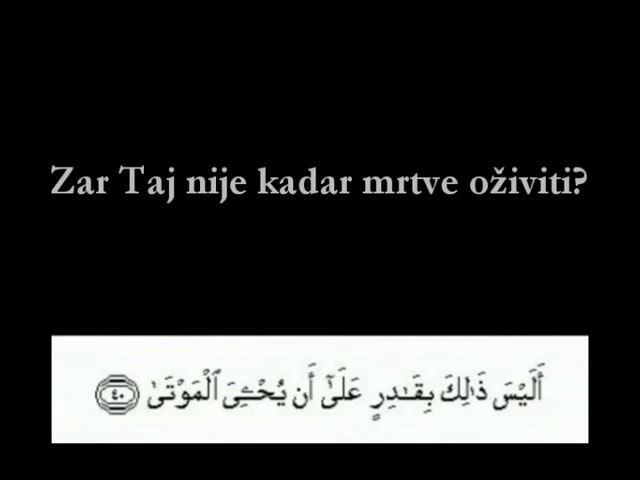 Zar Taj nije kadar mrtve oživiti?
أَلَيْسَ ذَٰلِكَ بِقَـٰدِرٍ عَلَىٰٓ أَن يُحْـِۧىَ ٱلْمَوْتَىٰ ٤٠